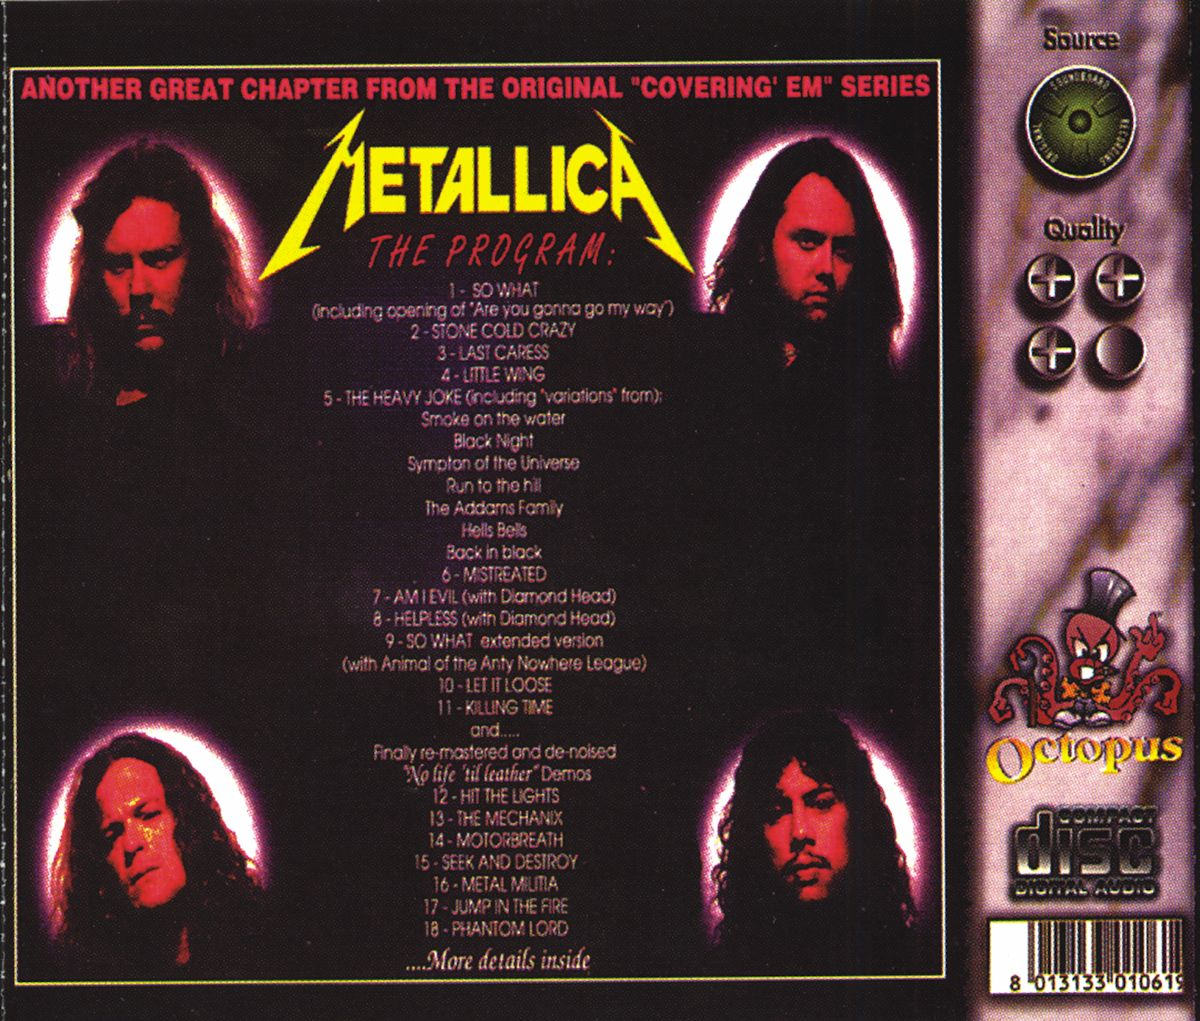 ANOTHER GREAT CHAPTER FROM THE ORIGINAL "COVERING' EM" SERIES
METALLICA
THE PROGRAM:
1 - SO WHAT
(including opening of "Are you gonna go my way")
2 - STONE COLD CRAZY
3 - LAST CARESS
4 - LITTLE WING
5 - THE HEAVY JOKE (including "variations" from):
Smoke on the water
Black Night
Sympton of the Universe
Run to the hill
The Addams Family
Hells Bells
Back in black
6 - MISTREATED
7 - AM I EVIL (with Diamond Head)
8 - HELPLESS (with Diamond Head)
9 - SO WHAT extended version
(with Animal of the Anty Nowhere League)
10 - LET IT LOOSE
11 - KILLING TIME
and.....
Finally re-mastered and de-noised
"No life 'til leather" Demos
12 - HIT THE LIGHTS
13 - THE MECHANIX
14 - MOTORBREATH
15 - SEEK AND DESTROY
16 - METAL MILITIA
17 - JUMP IN THE FIRE
18 - PHANTOM LORD
....More details inside
Source
SOUNDBOARD
ORIGINAL RECORDING
Quality
Octopus
COMPACT
disc
DIGITAL AUDIO
8 013133 010619